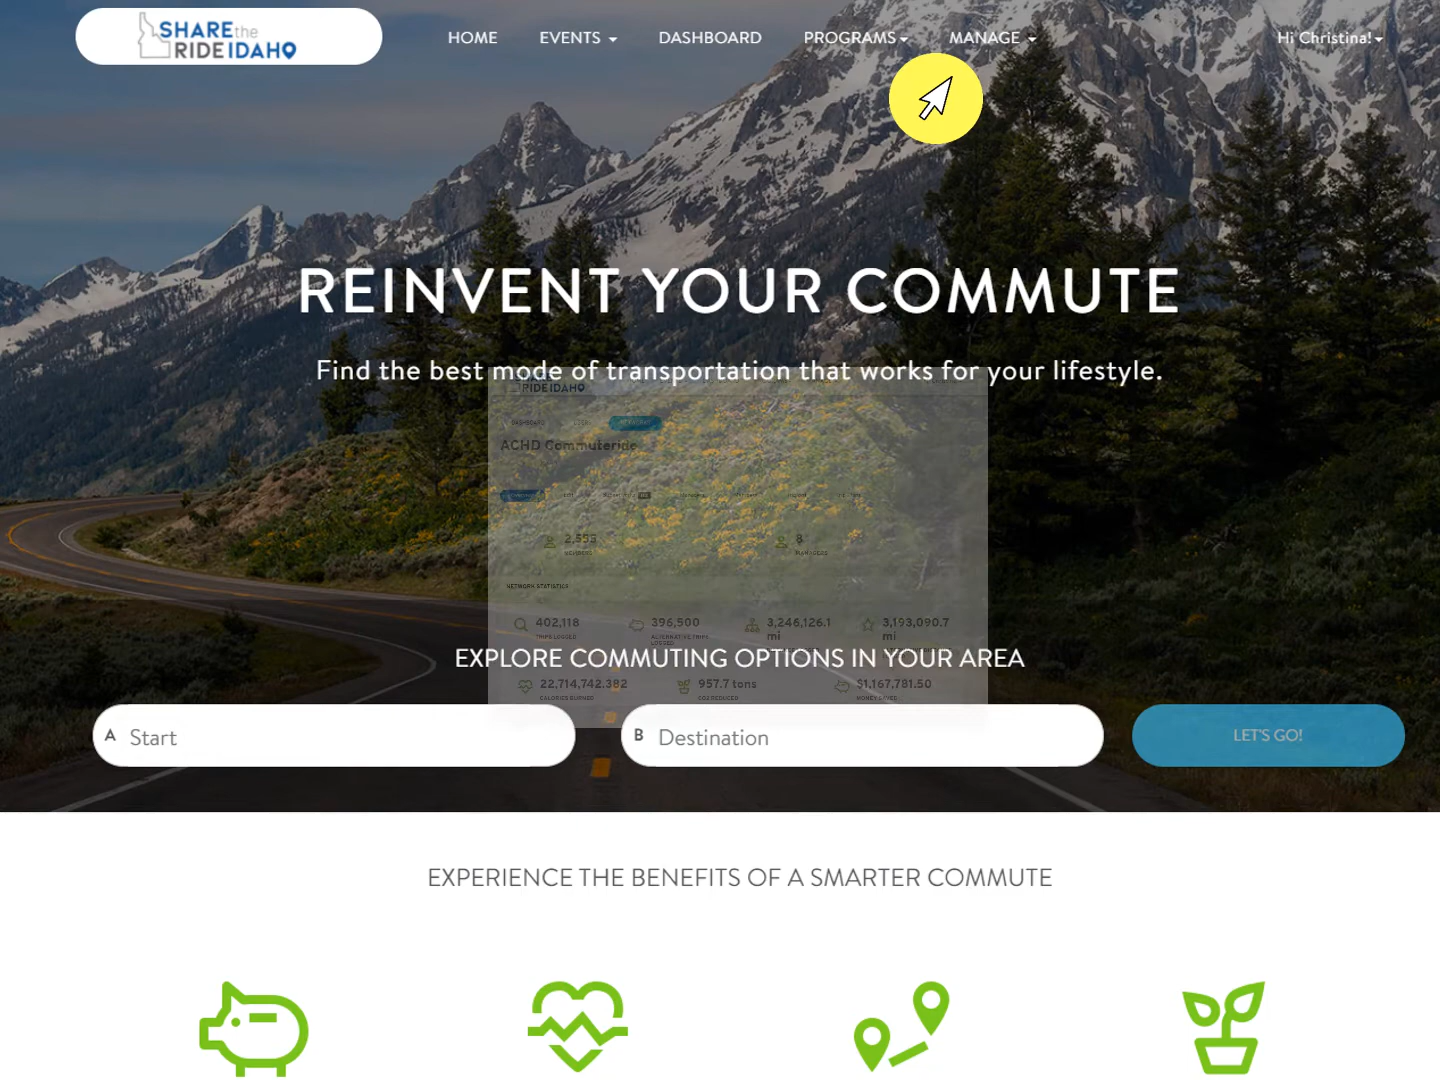 SHARE the
RIDE IDAHO
HOME EVENTS DASHBOARD PROGRAMS MANAGE Hi Christina!
REINVENT YOUR COMMUTE
Find the best mode of transportation that works for your lifestyle.
RIDE IDAHO
DASHBOARD
ACHD Commuteride
2,555
MEMBERS
8
MANAGERS
NETWORK STATISTICS
402,118 396,500 3,246,126.1 mi 3,193,090.7 mi
TRIPS LOGGED ALTERNATIVE TRIPS LOGGED
EXPLORE COMMUTING OPTIONS IN YOUR AREA
22,714,742.382 957.7 tons $1,167,781.50
CALORIES BURNED CO2 REDUCED MONEY SAVED
A Start B Destination LET'S GO!
EXPERIENCE THE BENEFITS OF A SMARTER COMMUTE